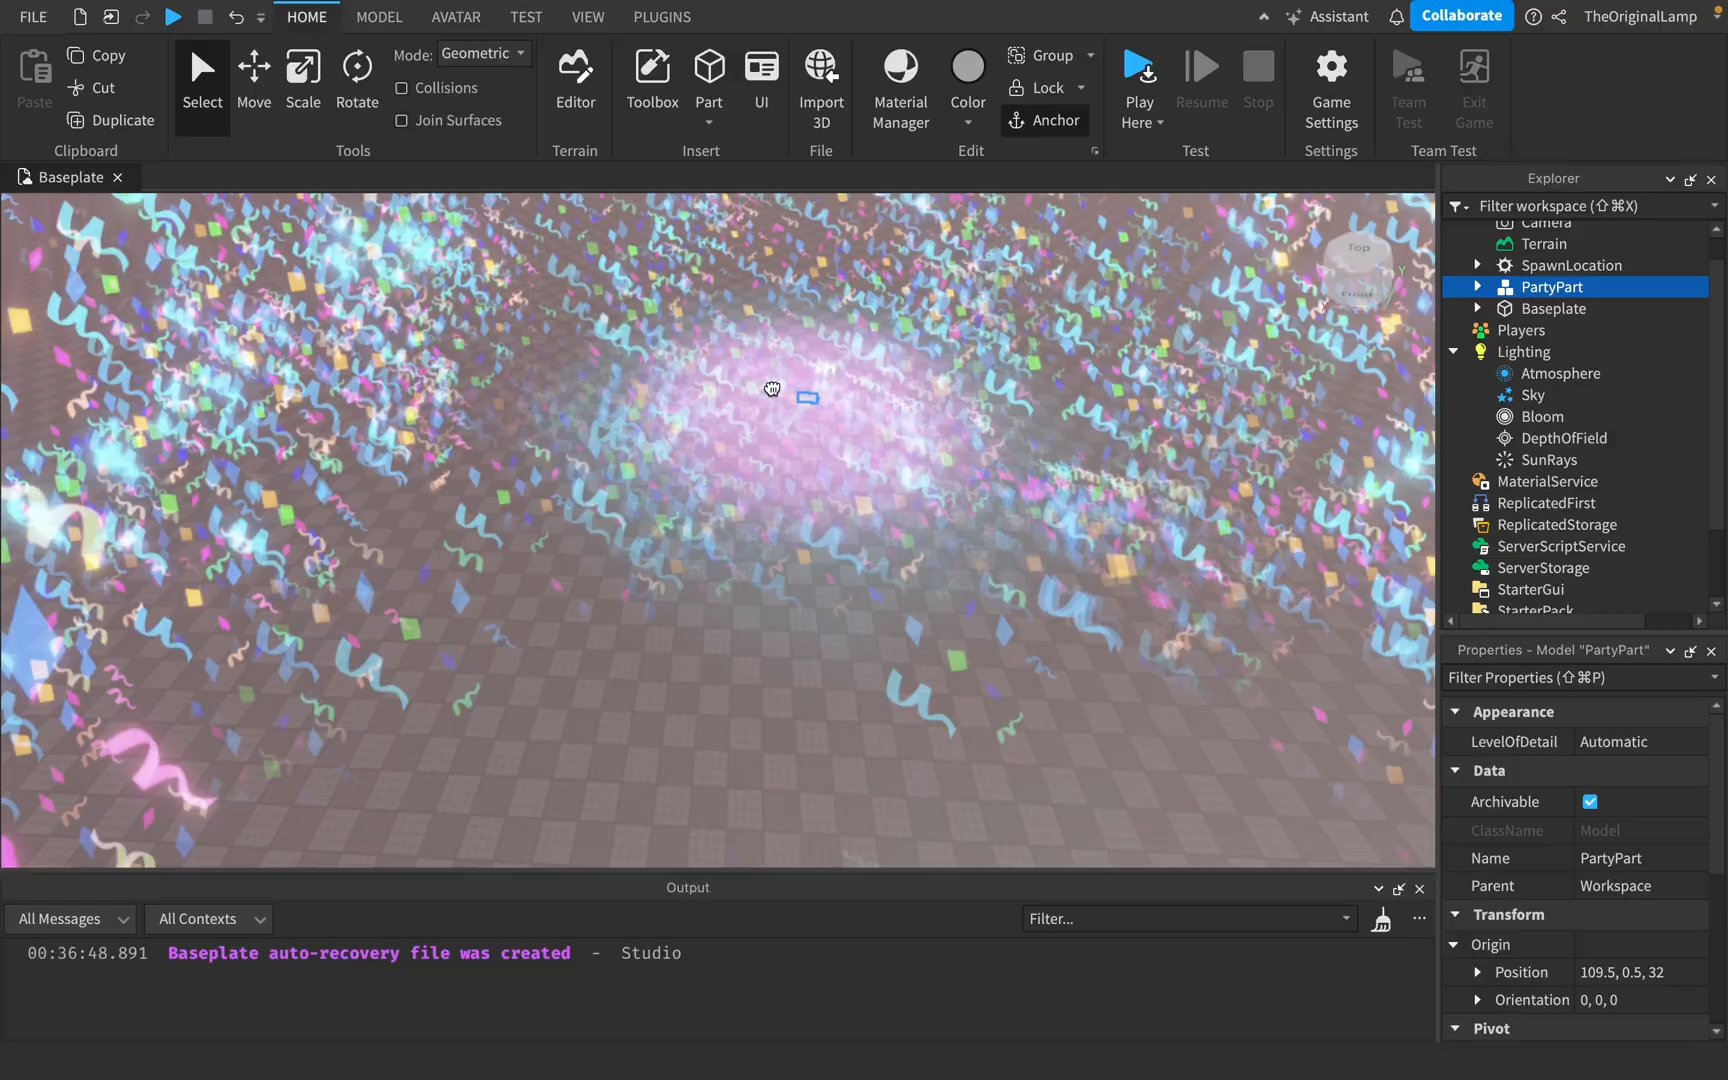 FILE HOME MODEL AVATAR TEST VIEW PLUGINS Assistant Collaborate TheOriginalLamp
Paste Copy Cut Duplicate
Clipboard
Select Move Scale Rotate Mode: Geometric
Collisions
Join Surfaces
Tools
Editor
Terrain
Toolbox Part UI
Insert
Import
3D
File
Material
Manager
Color
Group
Lock
Anchor
Edit
Play
Here
Resume Stop
Test
Game
Settings
Settings
Team
Test
Exit
Game
Team Test
Baseplate
Top
Front
Y
Explorer
Filter workspace (⇧⌘X)
Camera
Terrain
SpawnLocation
PartyPart
Baseplate
Players
Lighting
Atmosphere
Sky
Bloom
DepthOfField
SunRays
MaterialService
ReplicatedFirst
ReplicatedStorage
ServerScriptService
ServerStorage
StarterGui
StarterPack
Properties - Model "PartyPart"
Filter Properties (⇧⌘P)
Appearance
LevelOfDetail Automatic
Data
Archivable
ClassName Model
Name PartyPart
Parent Workspace
Transform
Origin
Position 109.5, 0.5, 32
Orientation 0, 0, 0
Pivot
Output
All Messages All Contexts Filter...
00:36:48.891 Baseplate auto-recovery file was created - Studio